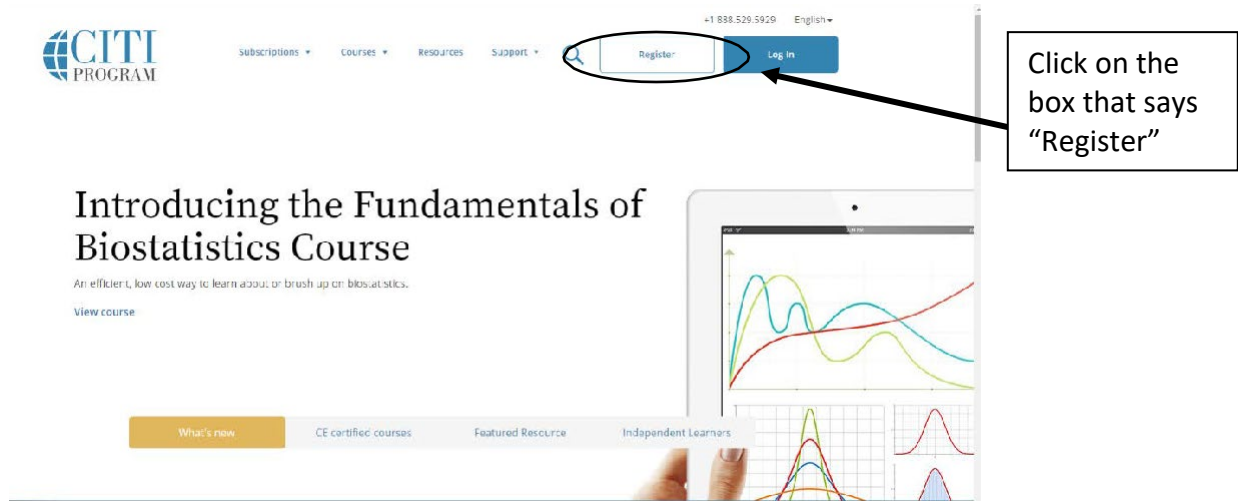 +1 888.529.5929 English
CITI
PROGRAM
Subscriptions Courses Resources Support Register Log In
Click on the
box that says
“Register”
Introducing the Fundamentals of
Biostatistics Course
An efficient, low cost way to learn about or brush up on biostatistics.
View course
What's new CE certified courses Featured Resource Independent Learners